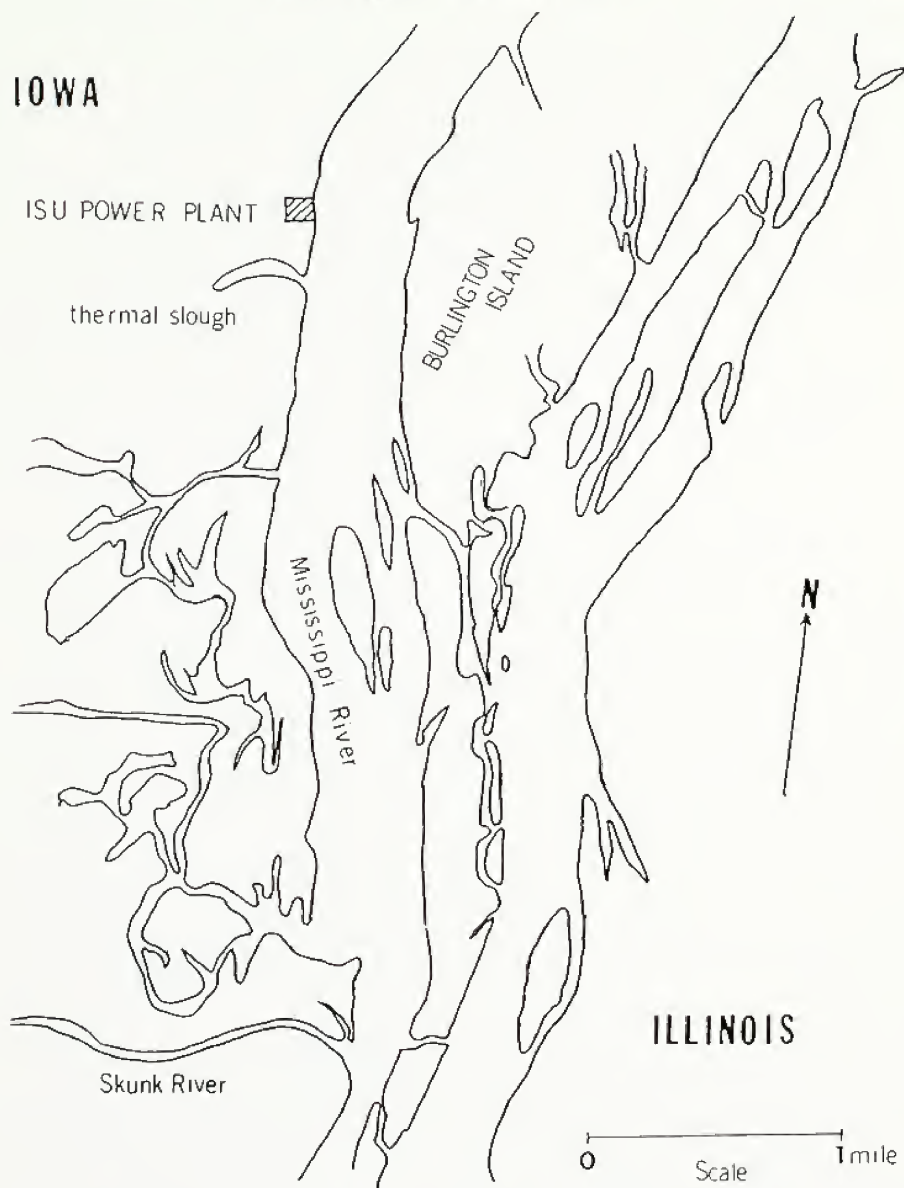 IOWA
ISU POWER PLANT
thermal slough
BURLINGTON
ISLAND
Mississippi River
N
ILLINOIS
Skunk River
0 1 mile
Scale